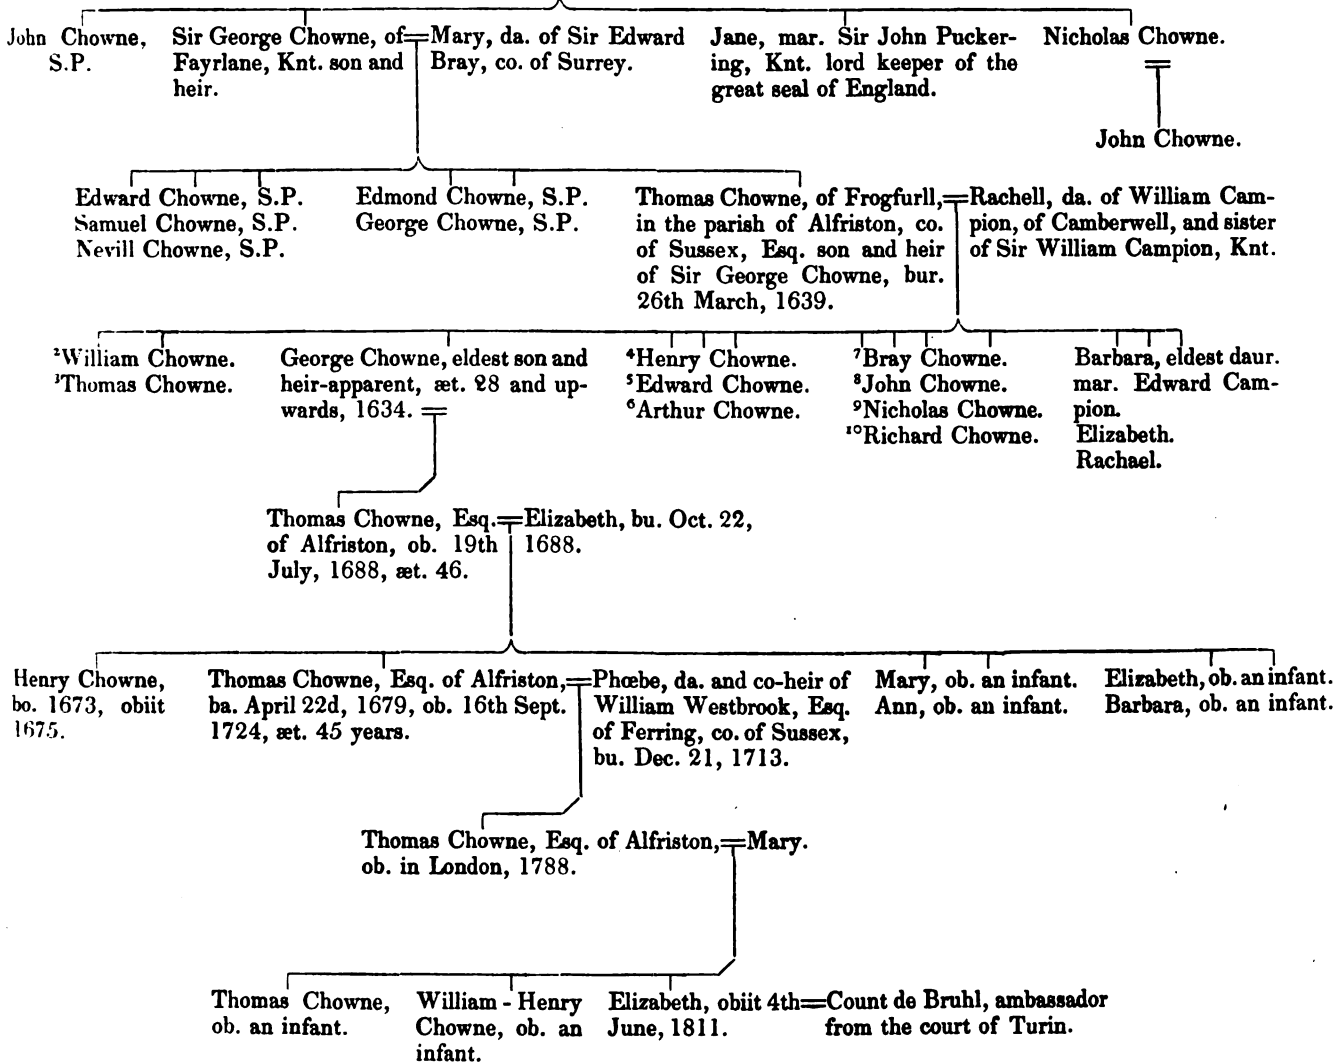 John Chowne,
S.P.
Sir George Chowne, of
Fayrlane, Knt. son and
heir.
Mary, da. of Sir Edward
Bray, co. of Surrey.
Jane, mar. Sir John Pucker-
ing, Knt. lord keeper of the
great seal of England.
Nicholas Chowne.
John Chowne.
Edward Chowne, S.P.
Samuel Chowne, S.P.
Nevill Chowne, S.P.
Edmond Chowne, S.P.
George Chowne, S.P.
Thomas Chowne, of Frogfurll,
in the parish of Alfriston, co.
of Sussex, Esq. son and heir
of Sir George Chowne, bur.
26th March, 1639.
Rachell, da. of William Cam-
pion, of Camberwell, and sister
of Sir William Campion, Knt.
²William Chowne.
³Thomas Chowne.
George Chowne, eldest son and
heir-apparent, æt. 28 and up-
wards, 1634.
⁴Henry Chowne.
⁵Edward Chowne.
⁶Arthur Chowne.
⁷Bray Chowne.
⁸John Chowne.
⁹Nicholas Chowne.
¹⁰Richard Chowne.
Barbara, eldest daur.
mar. Edward Cam-
pion.
Elizabeth.
Rachael.
Thomas Chowne, Esq.
of Alfriston, ob. 19th
July, 1688, æt. 46.
Elizabeth, bu. Oct. 22,
1688.
Henry Chowne,
bo. 1673, obiit
1675.
Thomas Chowne, Esq. of Alfriston,
ba. April 22d, 1679, ob. 16th Sept.
1724, æt. 45 years.
Phœbe, da. and co-heir of
William Westbrook, Esq.
of Ferring, co. of Sussex,
bu. Dec. 21, 1713.
Mary, ob. an infant.
Ann, ob. an infant.
Elizabeth, ob. an infant.
Barbara, ob. an infant.
Thomas Chowne, Esq. of Alfriston,
ob. in London, 1788.
Mary.
Thomas Chowne,
ob. an infant.
William-Henry
Chowne, ob. an
infant.
Elizabeth, obiit 4th
June, 1811.
Count de Bruhl, ambassador
from the court of Turin.